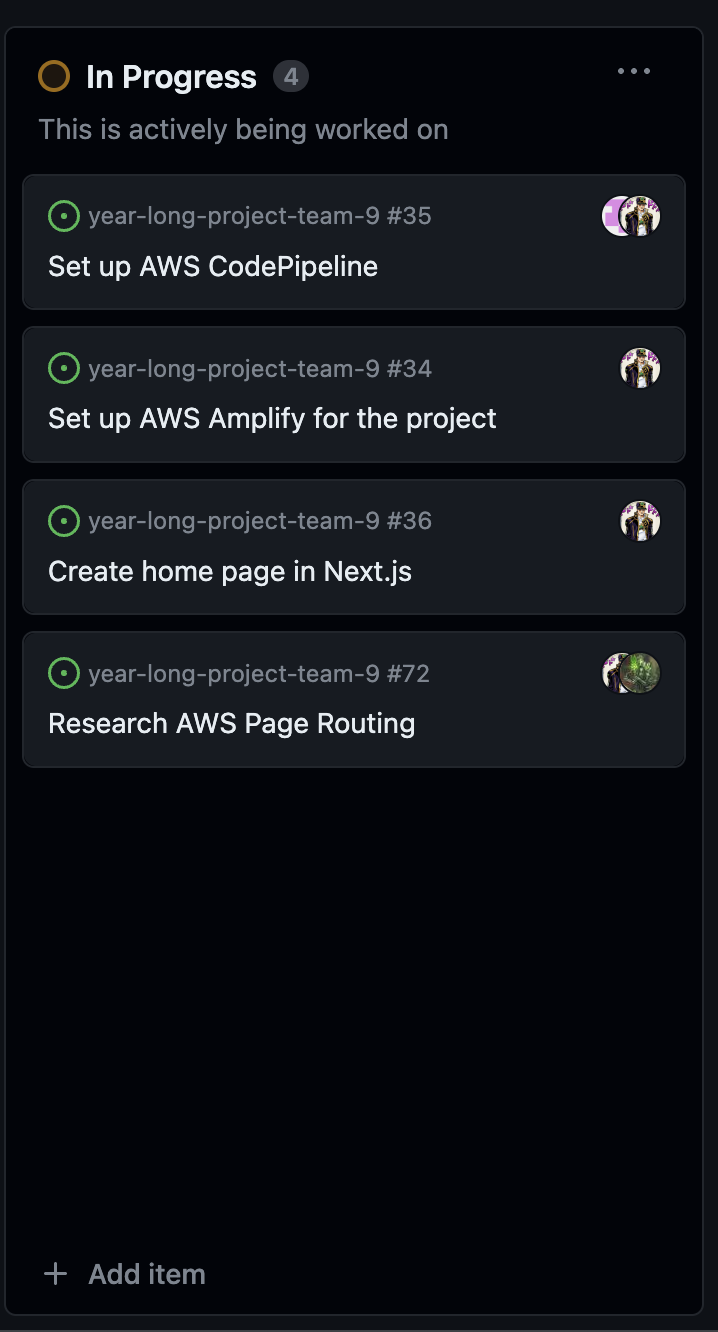 In Progress 4
This is actively being worked on
year-long-project-team-9 #35
Set up AWS CodePipeline
year-long-project-team-9 #34
Set up AWS Amplify for the project
year-long-project-team-9 #36
Create home page in Next.js
year-long-project-team-9 #72
Research AWS Page Routing
Add item